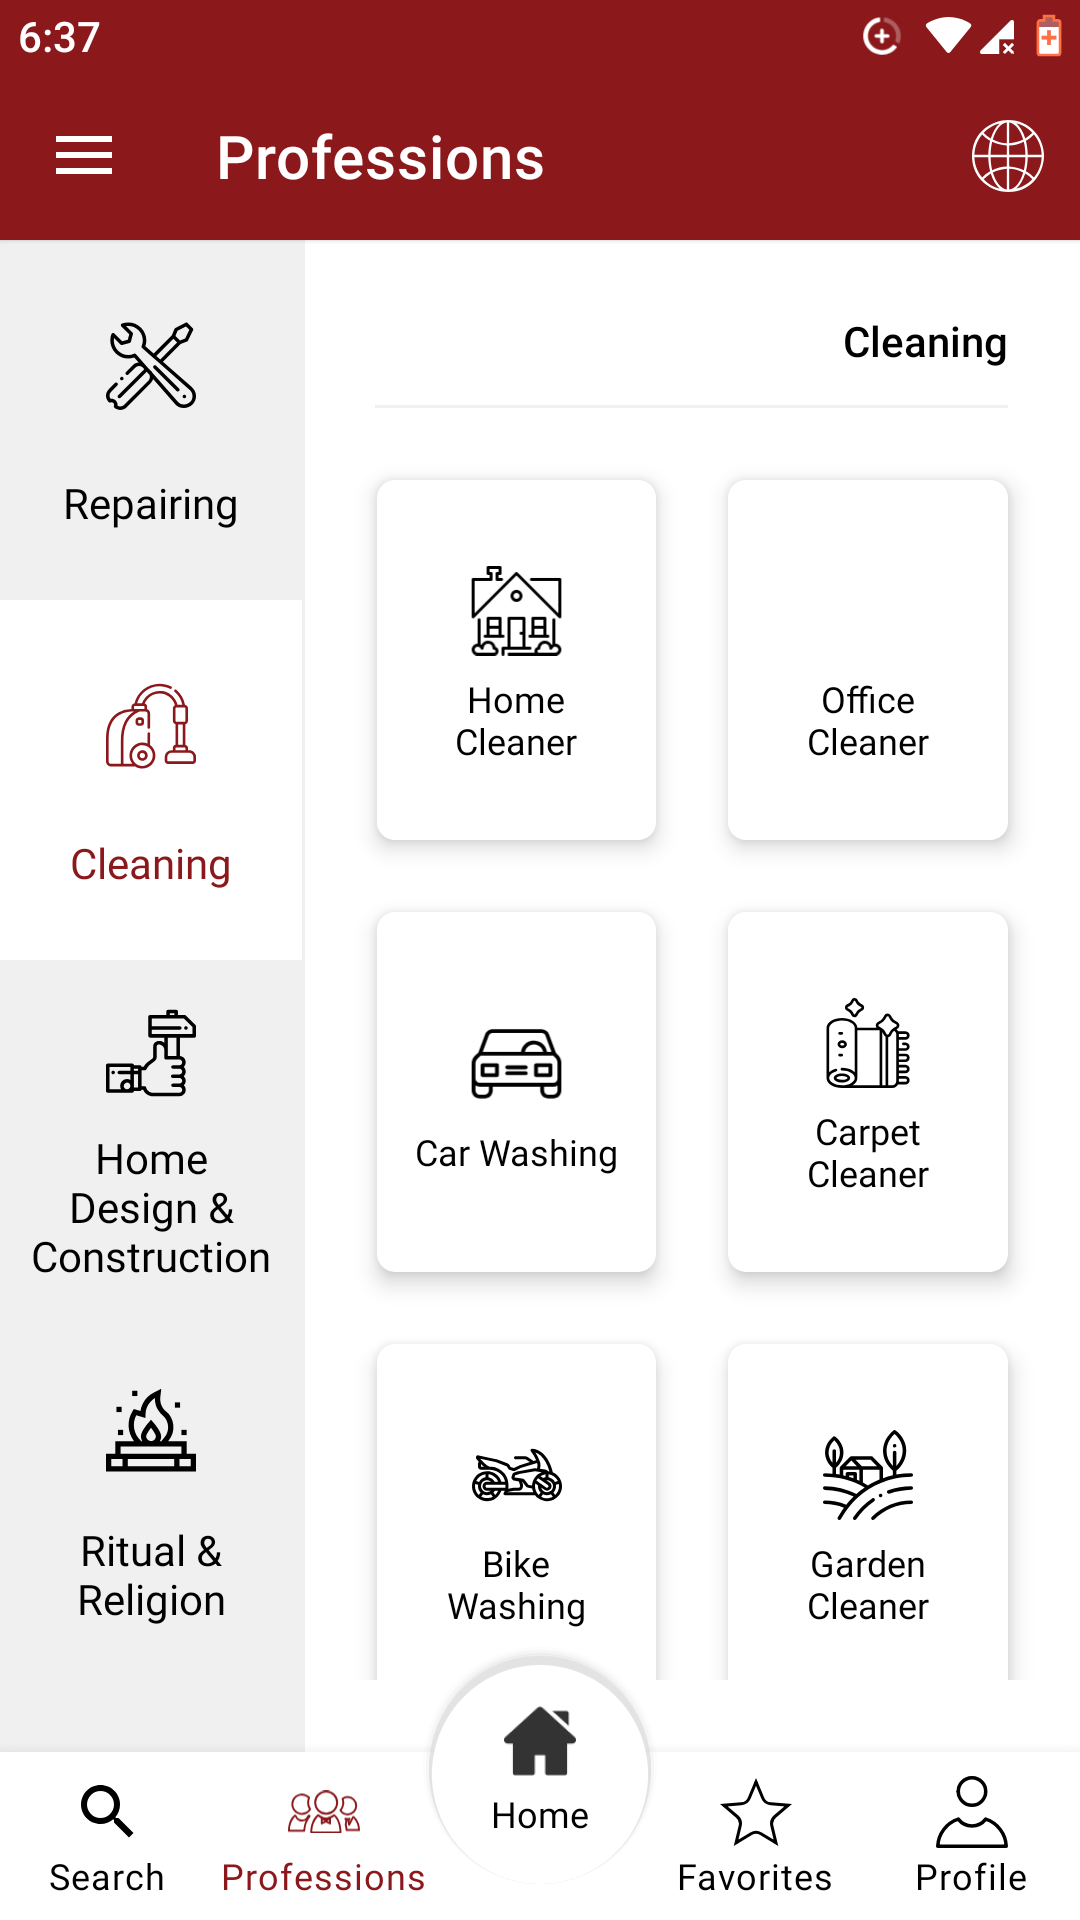 6:37
Professions
Repairing
Cleaning
Home
Design &
Construction
Ritual &
Religion
Cleaning
Home
Cleaner
Office
Cleaner
Car Washing
Carpet
Cleaner
Bike
Washing
Garden
Cleaner
Search
Professions
Home
Favorites
Profile